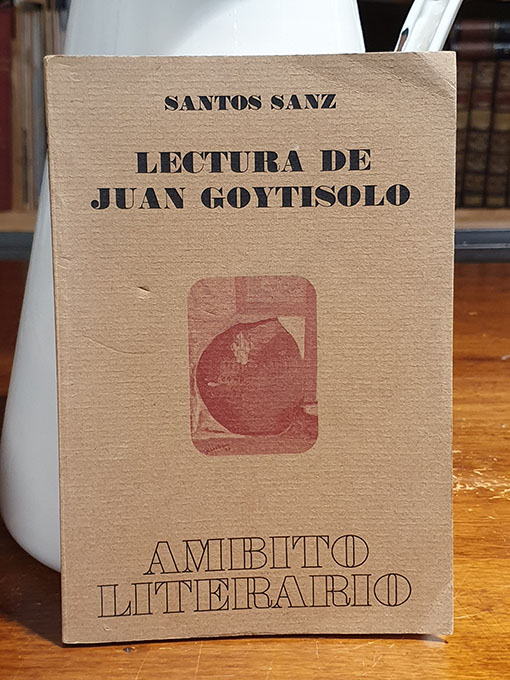 SANTOS SANZ
LECTURA DE
JUAN GOYTISOLO
AMBITO
LITERARIO